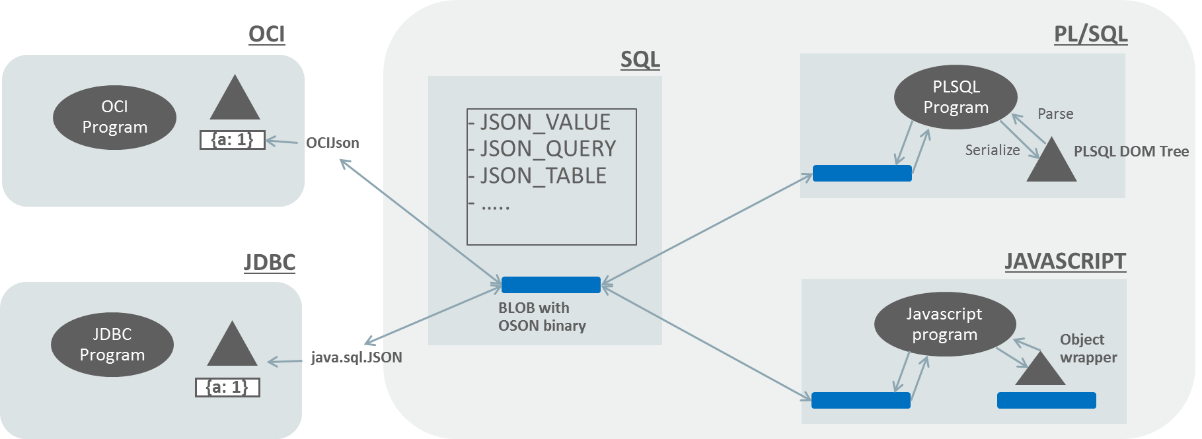 OCI
OCI
Program
{a: 1}
OCIJson
JDBC
JDBC
Program
{a: 1}
java.sql.JSON
SQL
- JSON_VALUE
- JSON_QUERY
- JSON_TABLE
- .....
BLOB with
OSON binary
PL/SQL
PLSQL
Program
Parse
Serialize
PLSQL DOM Tree
JAVASCRIPT
Javascript
program
Object
wrapper